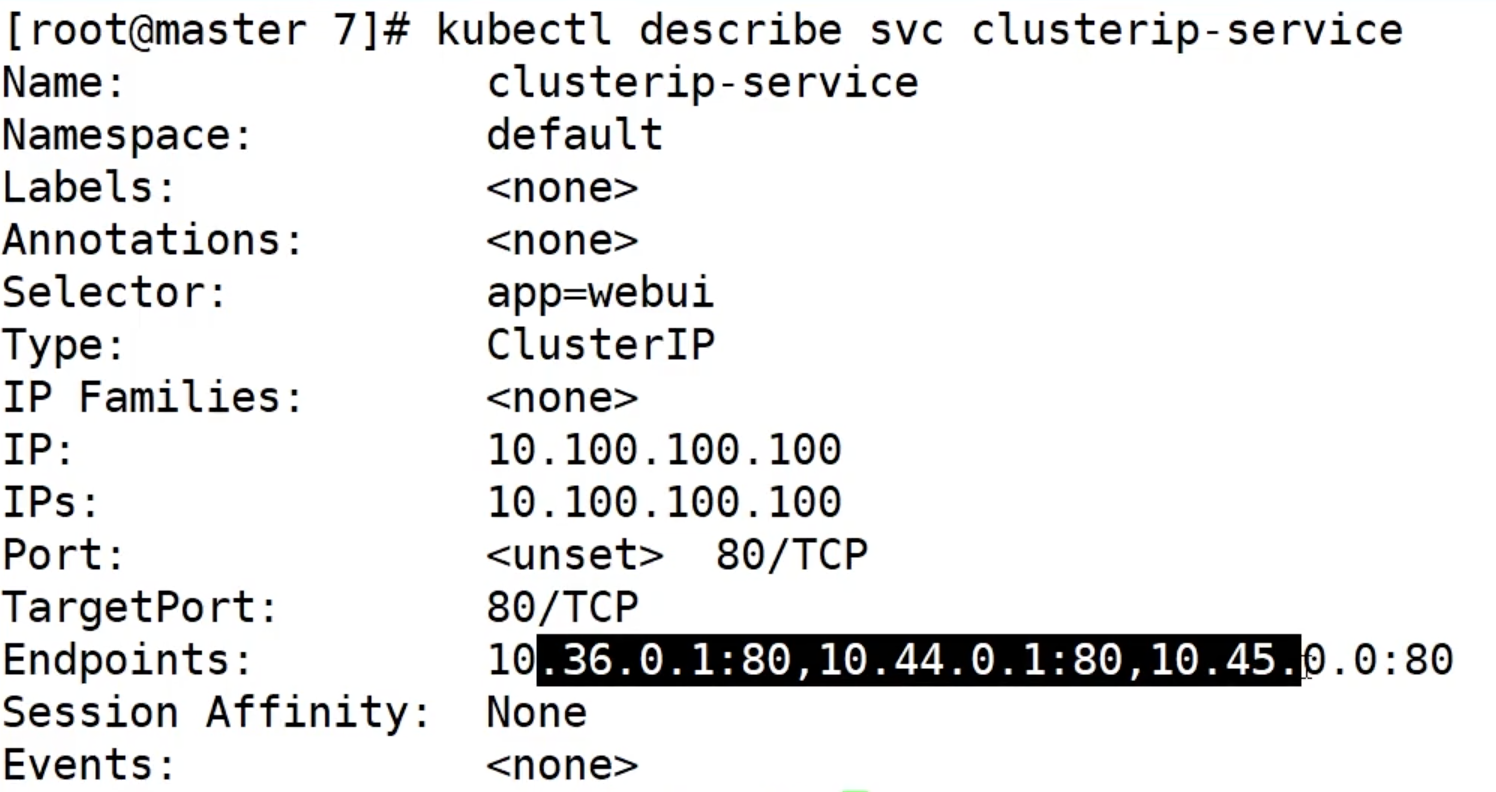 [root@master 7]# kubectl describe svc clusterip-service
Name: clusterip-service
Namespace: default
Labels: <none>
Annotations: <none>
Selector: app=webui
Type: ClusterIP
IP Families: <none>
IP: 10.100.100.100
IPs: 10.100.100.100
Port: <unset> 80/TCP
TargetPort: 80/TCP
Endpoints: 10.36.0.1:80,10.44.0.1:80,10.45.0.0:80
Session Affinity: None
Events: <none>